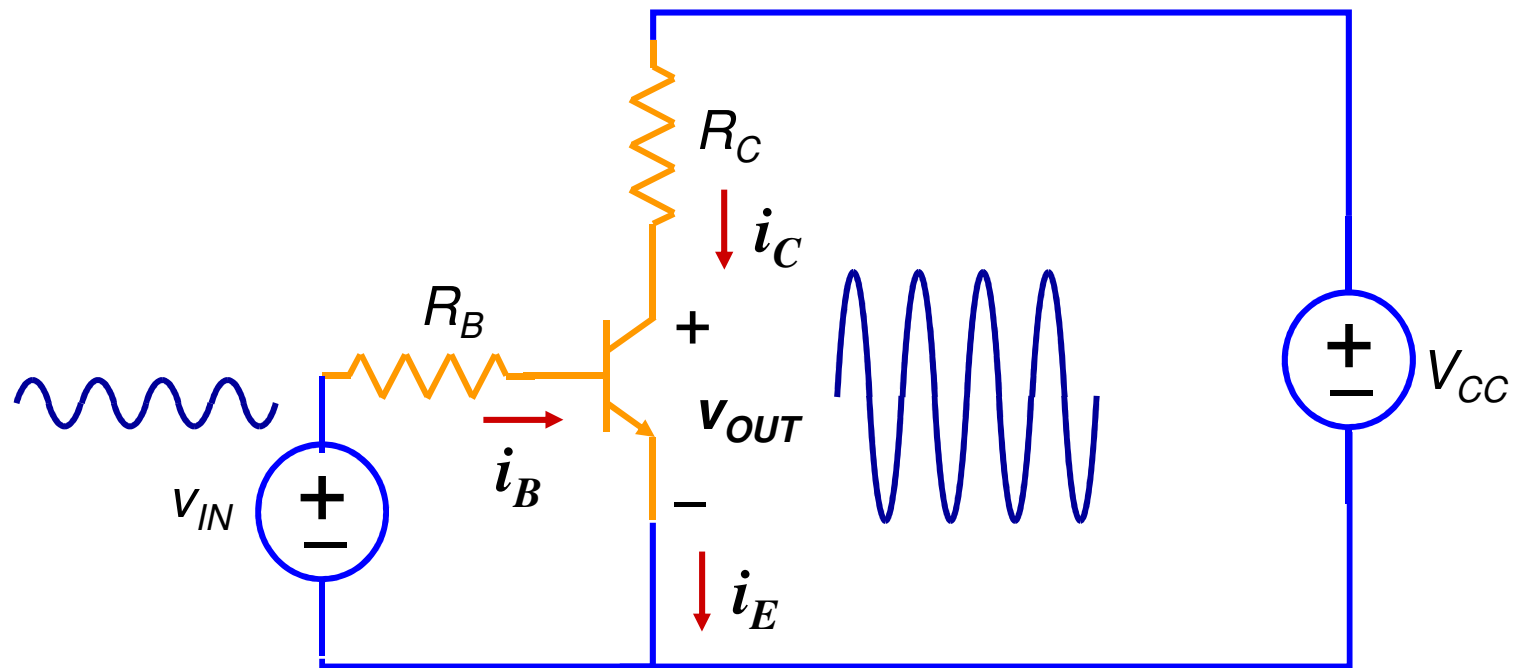 R_C
i_C
R_B
+
v_OUT
−
i_B
v_IN
+
−
i_E
+
−
V_CC